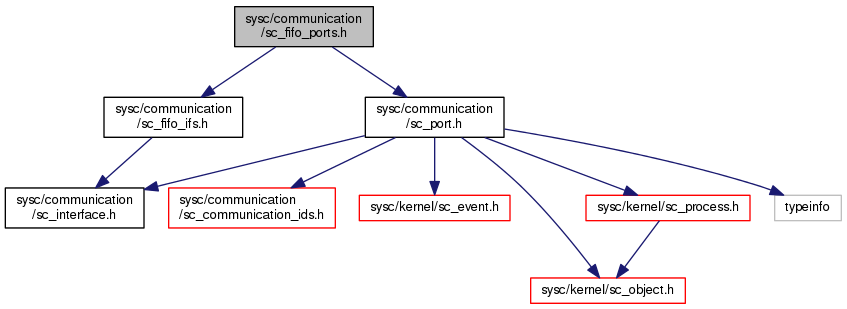 sysc/communication
/sc_fifo_ports.h
sysc/communication
/sc_fifo_ifs.h
sysc/communication
/sc_port.h
sysc/communication
/sc_interface.h
sysc/communication
/sc_communication_ids.h
sysc/kernel/sc_event.h
sysc/kernel/sc_process.h
typeinfo
sysc/kernel/sc_object.h